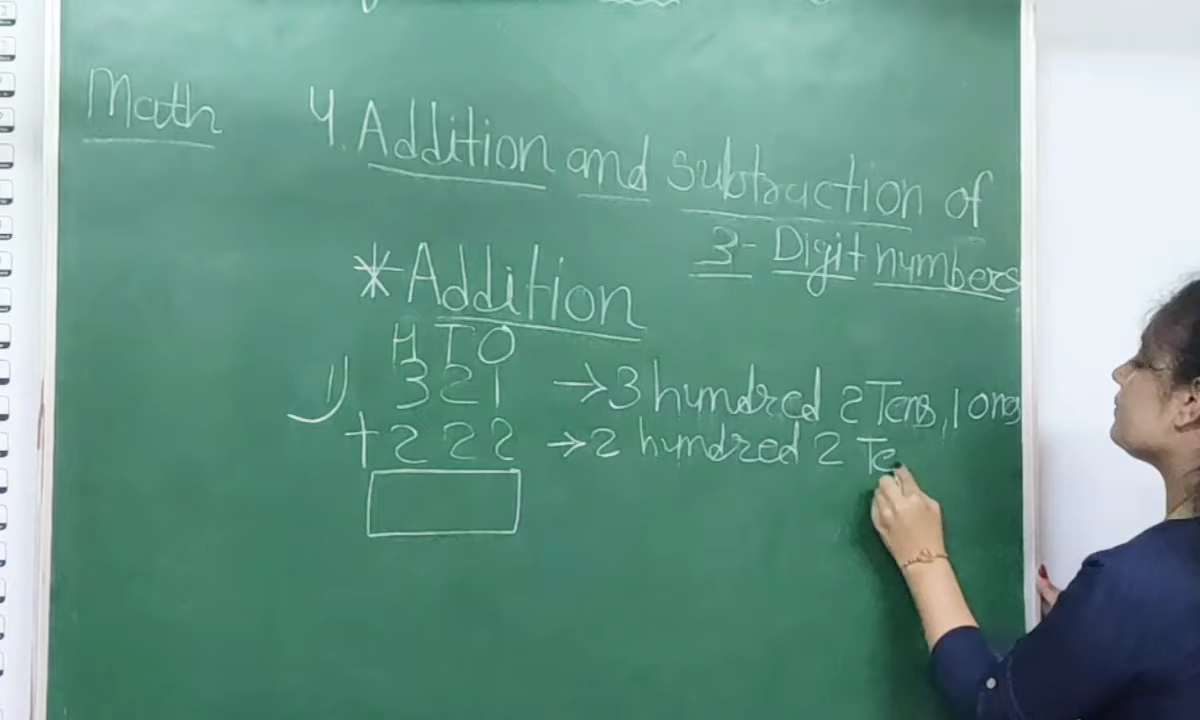 Math
4. Addition and subtraction of
3- Digit numbers
*Addition
H T O
1) 3 2 1 → 3 hundred 2 Tens, 1 ones
+ 2 2 2 → 2 hundred 2 Te